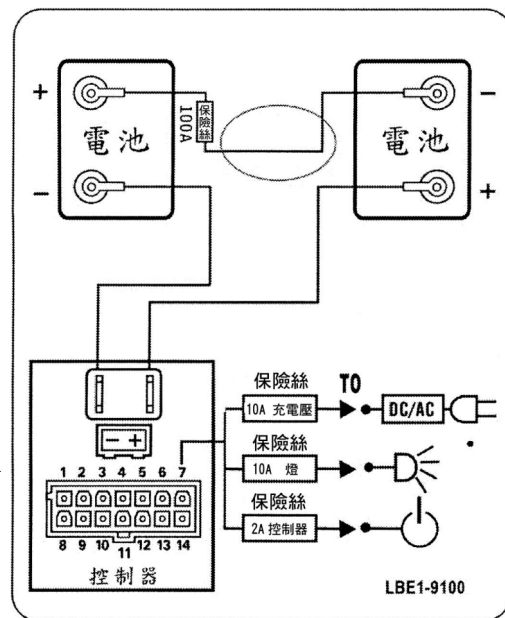 +
電池
−
保險絲
100A
−
電池
+
− +
1 2 3 4 5 6 7
8 9 10 11 12 13 14
控制器
保險絲
10A 充電壓
TO
DC/AC
保險絲
10A 燈
保險絲
2A 控制器
LBE1-9100